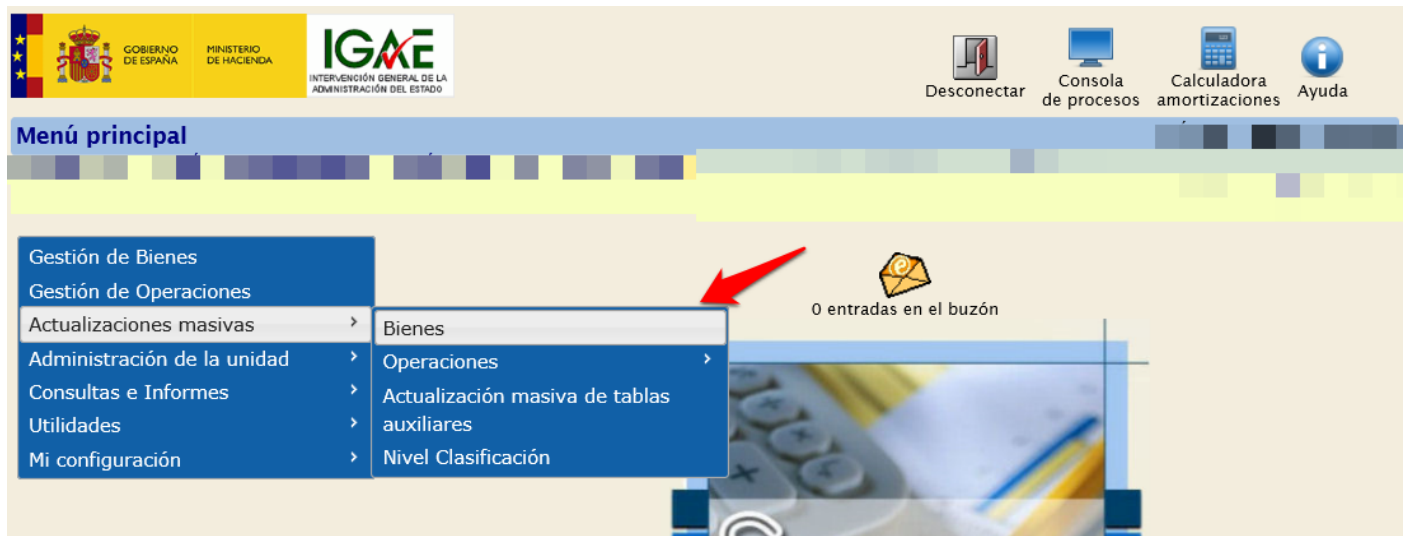 GOBIERNO
DE ESPAÑA
MINISTERIO
DE HACIENDA
IGAE
INTERVENCIÓN GENERAL DE LA
ADMINISTRACIÓN DEL ESTADO
Desconectar
Consola
de procesos
Calculadora
amortizaciones
Ayuda
Menú principal
Gestión de Bienes
Gestión de Operaciones
Actualizaciones masivas
Administración de la unidad
Consultas e Informes
Utilidades
Mi configuración
Bienes
Operaciones
Actualización masiva de tablas
auxiliares
Nivel Clasificación
0 entradas en el buzón